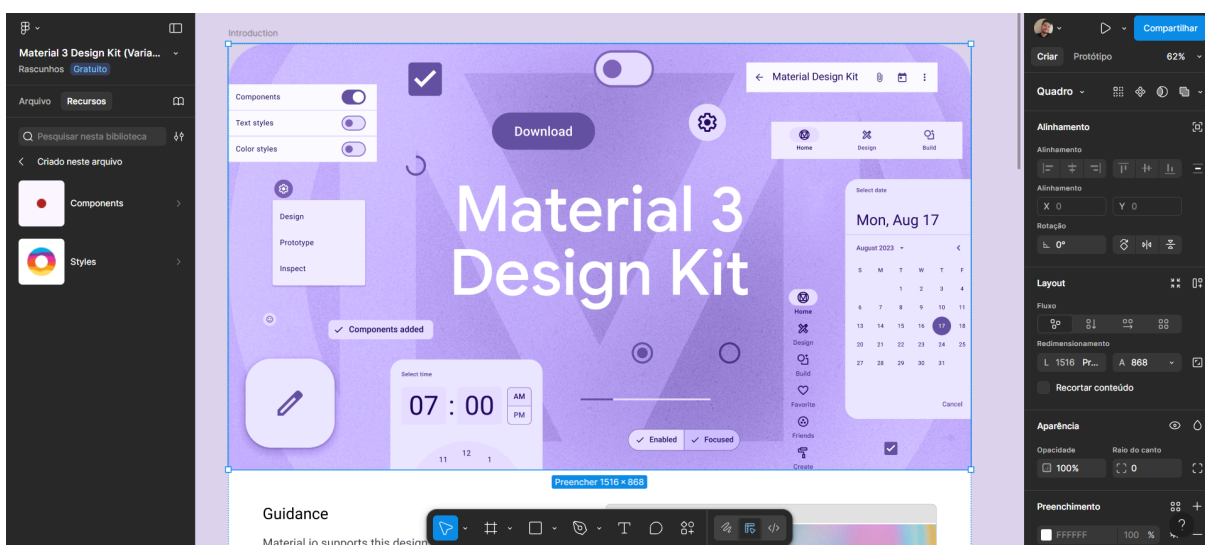 Material 3 Design Kit (Varia...
Rascunhos Gratuito
Arquivo Recursos
Pesquisar nesta biblioteca
Criado neste arquivo
Components
Styles
Introduction
Components
Text styles
Color styles
Download
Material Design Kit
Home Design Build
Design
Prototype
Inspect
Material 3
Design Kit
Components added
Select time
07 : 00
AM
PM
11 12 1
Enabled Focused
Home
Design
Build
Favorite
Friends
Create
Select date
Mon, Aug 17
August 2023
S M T W T F
1 2 3 4
6 7 8 9 10 11
13 14 15 16 17 18
20 21 22 23 24 25
27 28 29 30 31
Cancel
Preencher 1516 × 868
Guidance
Material.io supports this design
Compartilhar
Criar Protótipo 62%
Quadro
Alinhamento
Alinhamento
Alinhamento
X 0 Y 0
Rotação
0°
Layout
Fluxo
Redimensionamento
L 1516 Pr... A 868
Recortar conteúdo
Aparência
Opacidade Raio do canto
100% 0
Preenchimento
FFFFFF 100 %
?